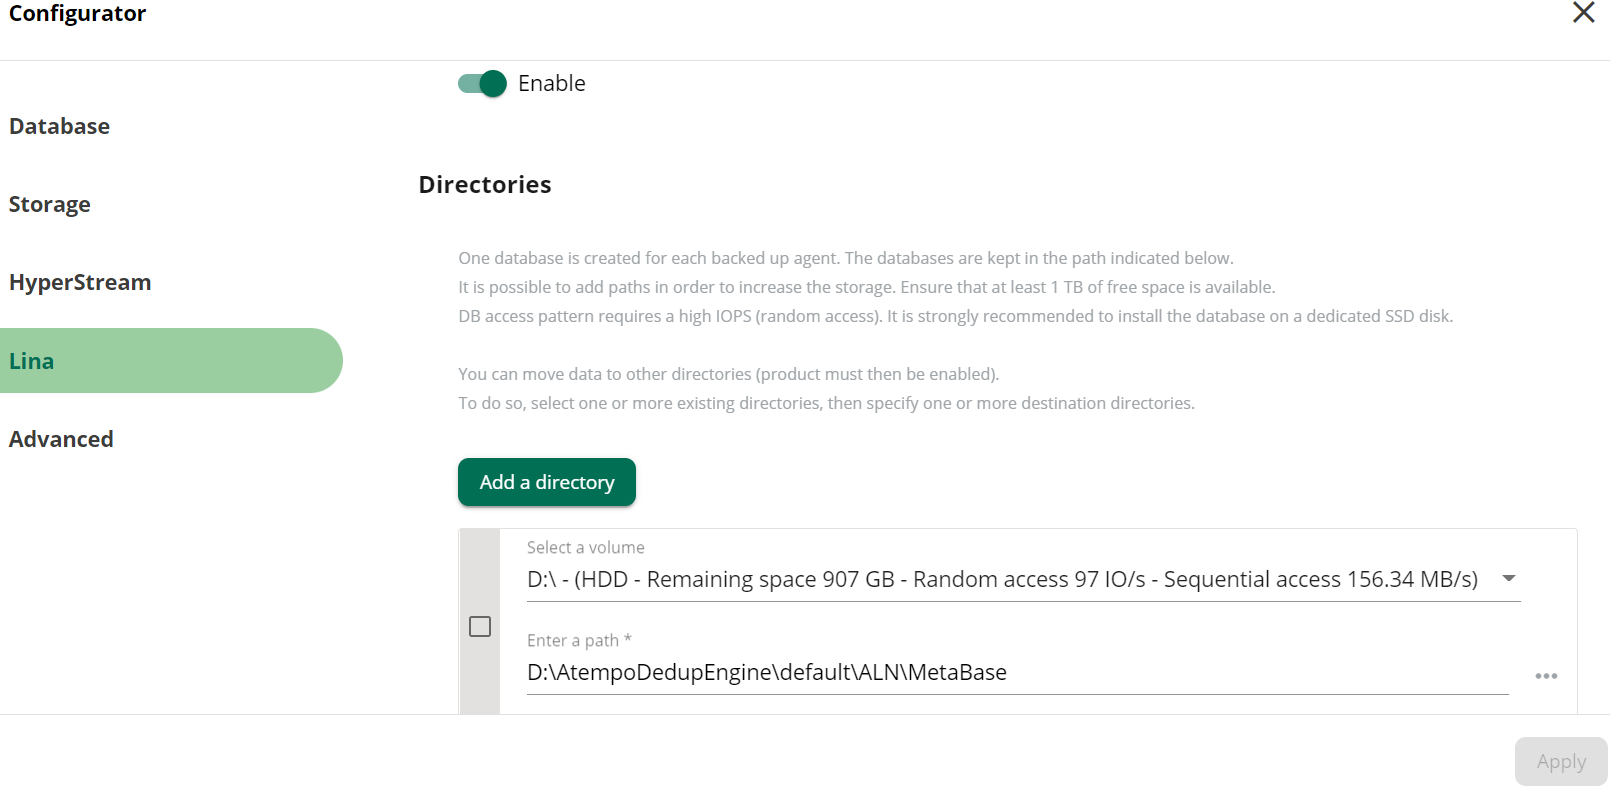 Configurator
Enable
Database
Directories
Storage
One database is created for each backed up agent. The databases are kept in the path indicated below.
HyperStream
It is possible to add paths in order to increase the storage. Ensure that at least 1 TB of free space is available.
DB access pattern requires a high IOPS (random access). It is strongly recommended to install the database on a dedicated SSD disk.
Lina
You can move data to other directories (product must then be enabled).
To do so, select one or more existing directories, then specify one or more destination directories.
Advanced
Add a directory
Select a volume
D:\ - (HDD - Remaining space 907 GB - Random access 97 IO/s - Sequential access 156.34 MB/s)
Enter a path *
D:\AtempoDedupEngine\default\ALN\MetaBase
Apply